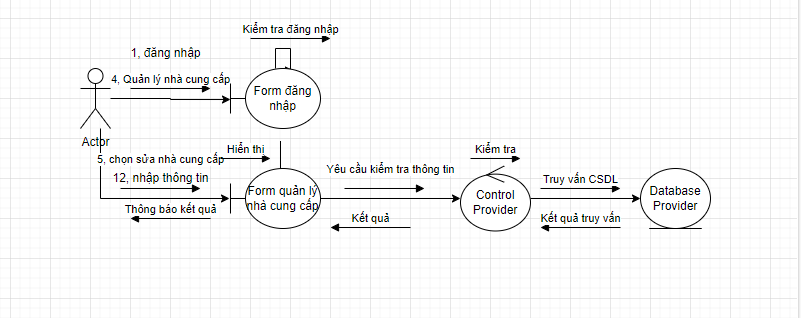 Kiểm tra đăng nhập
1, đăng nhập
4, Quản lý nhà cung cấp
Form đăng
nhập
Actor
Hiển thị
5, chọn sửa nhà cung cấp
Kiểm tra
Yêu cầu kiểm tra thông tin
12, nhập thông tin
Truy vấn CSDL
Form quản lý
nhà cung cấp
Control
Provider
Database
Provider
Thông báo kết quả
Kết quả
Kết quả truy vấn